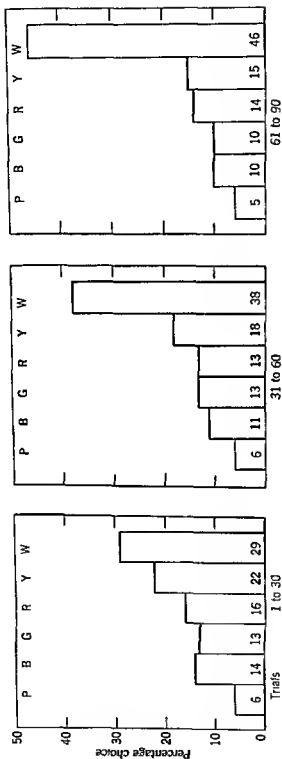 Percentage choice
50
40
30
20
10
0
P B G R Y W
6 14 13 16 22 29
Trials 1 to 30
P B G R Y W
6 11 13 13 18 38
31 to 60
P B G R Y W
5 10 10 14 15 46
61 to 90